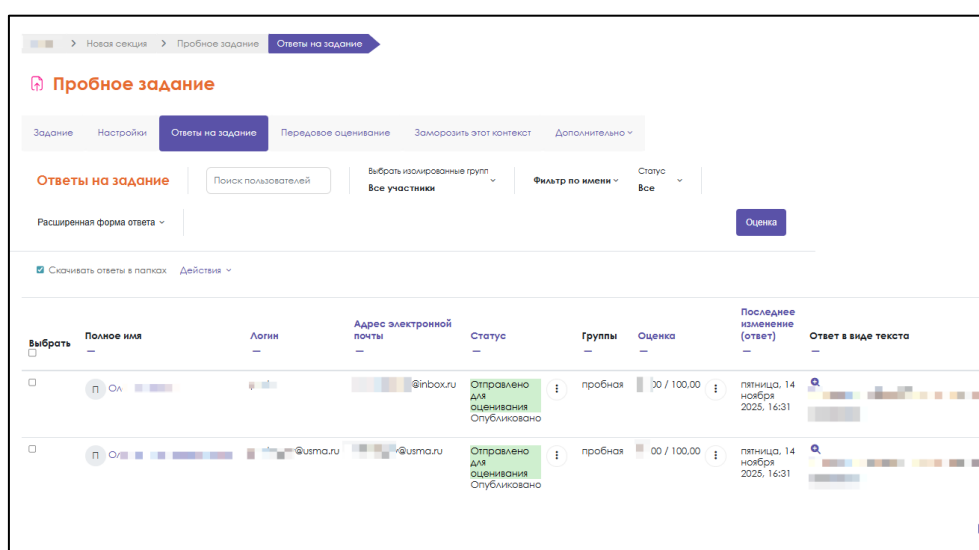 Новая секция
Пробное задание
Ответы на задание
Пробное задание
Задание Настройки Ответы на задание Передовое оценивание Заморозить этот контекст Дополнительно
Ответы на задание
Поиск пользователей
Выбрать изолированные групп
Все участники
Фильтр по имени
Статус
Все
Расширенная форма ответа
Оценка
Скачивать ответы в папках Действия
Выбрать
Полное имя
Логин
Адрес электронной
почты
Статус
Группы
Оценка
Последнее
изменение
(ответ)
Ответ в виде текста
П
@inbox.ru
Отправлено
для
оценивания
Опубликовано
пробная
00 / 100,00
пятница, 14
ноября
2025, 16:31
П
@usma.ru
@usma.ru
Отправлено
для
оценивания
Опубликовано
пробная
00 / 100,00
пятница, 14
ноября
2025, 16:31